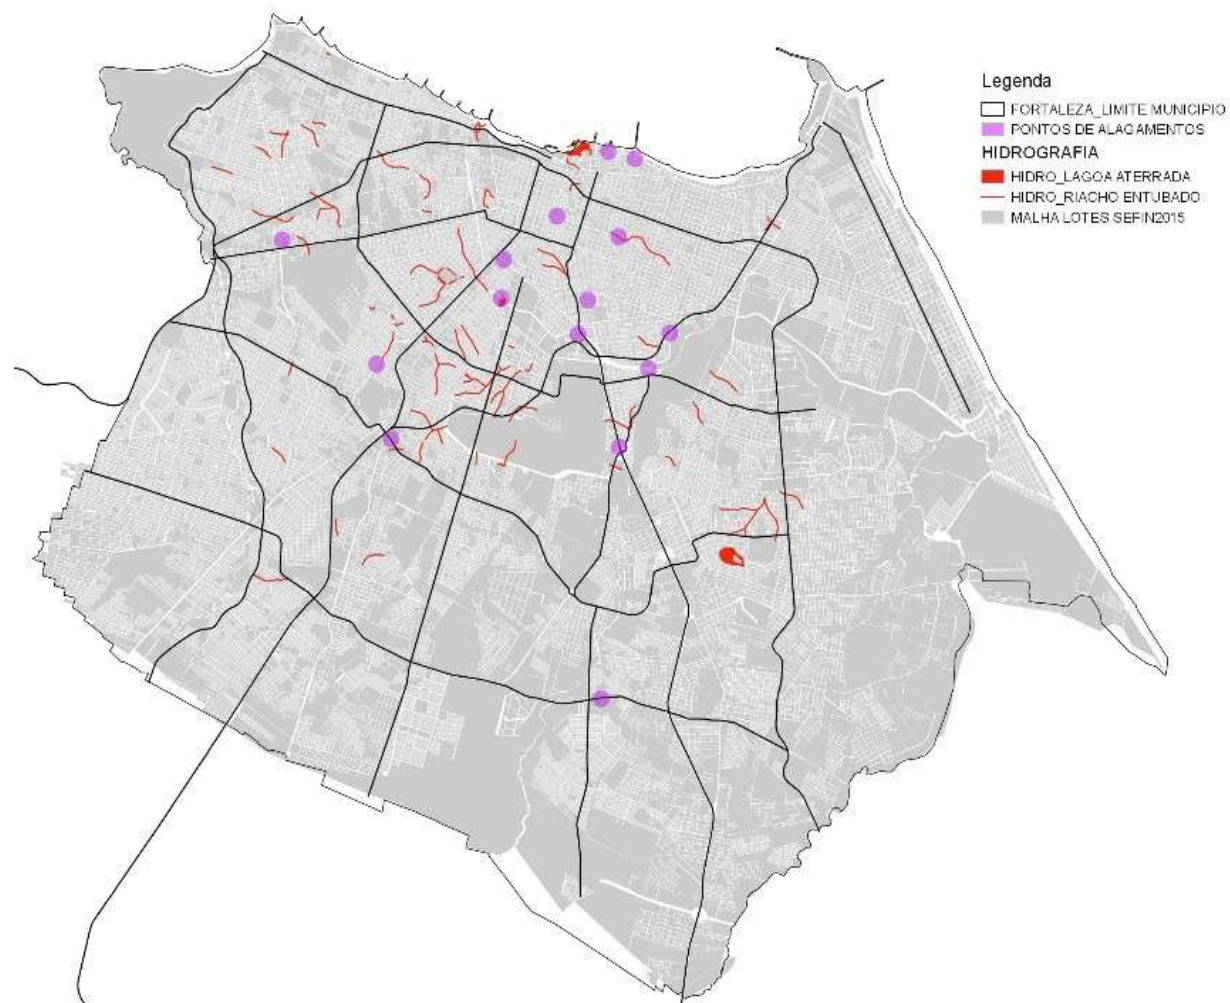 Legenda
FORTALEZA_LIMITE MUNICIPIO
PONTOS DE ALAGAMENTOS
HIDROGRAFIA
HIDRO_LAGOA ATERRADA
HIDRO_RIACHO ENTUBADO
MALHA LOTES SEFIN2015